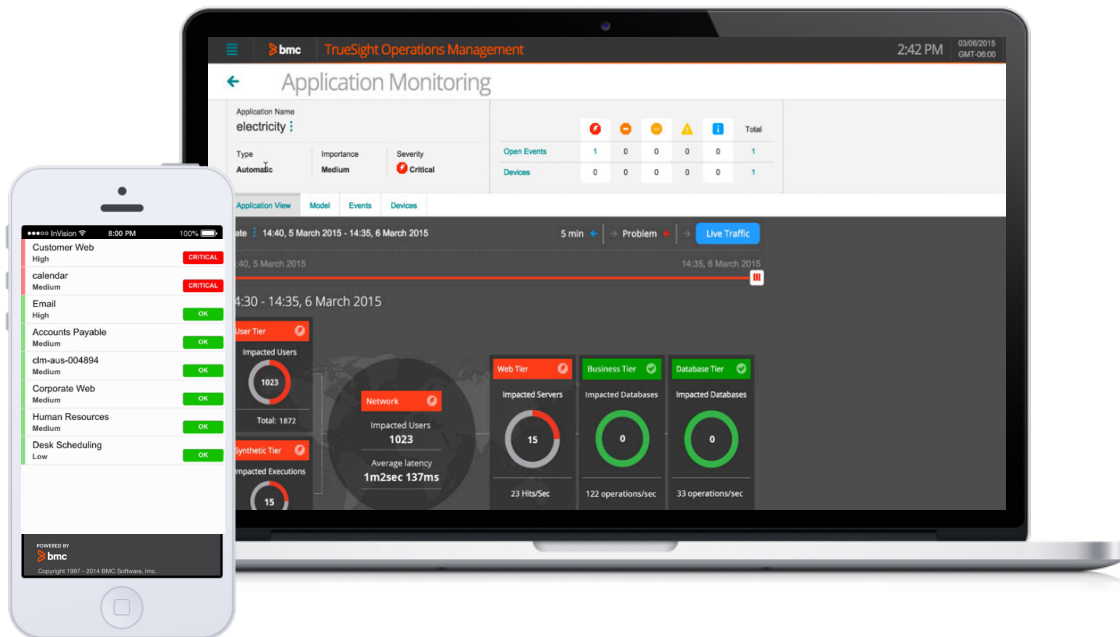 bmc
TrueSight Operations Management
2:42 PM
03/06/2015
GMT-06:00
Application Monitoring
Application Name
electricity
Type
Importance
Severity
Automatic
Medium
Critical
Total
Open Events
1
0
0
0
0
1
Devices
0
0
0
0
0
1
Application View
Model
Events
Devices
14:40, 5 March 2015 - 14:35, 6 March 2015
5 min
Problem
Live Traffic
:40, 5 March 2015
14:35, 6 March 2015
4:30 - 14:35, 6 March 2015
User Tier
Impacted Users
1023
Total: 1872
Synthetic Tier
Impacted Executions
15
Network
Impacted Users
1023
Average latency
1m2sec 137ms
Web Tier
Impacted Servers
15
23 Hits/Sec
Business Tier
Impacted Databases
0
122 operations/sec
Database Tier
Impacted Databases
0
33 operations/sec
InVision
8:00 PM
100%
Customer Web
High
CRITICAL
calendar
Medium
CRITICAL
Email
High
OK
Accounts Payable
Medium
OK
clm-aus-004894
Medium
OK
Corporate Web
Medium
OK
Human Resources
Medium
OK
Desk Scheduling
Low
OK
POWERED BY
bmc
Copyright 1997 - 2014 BMC Software, Imc.